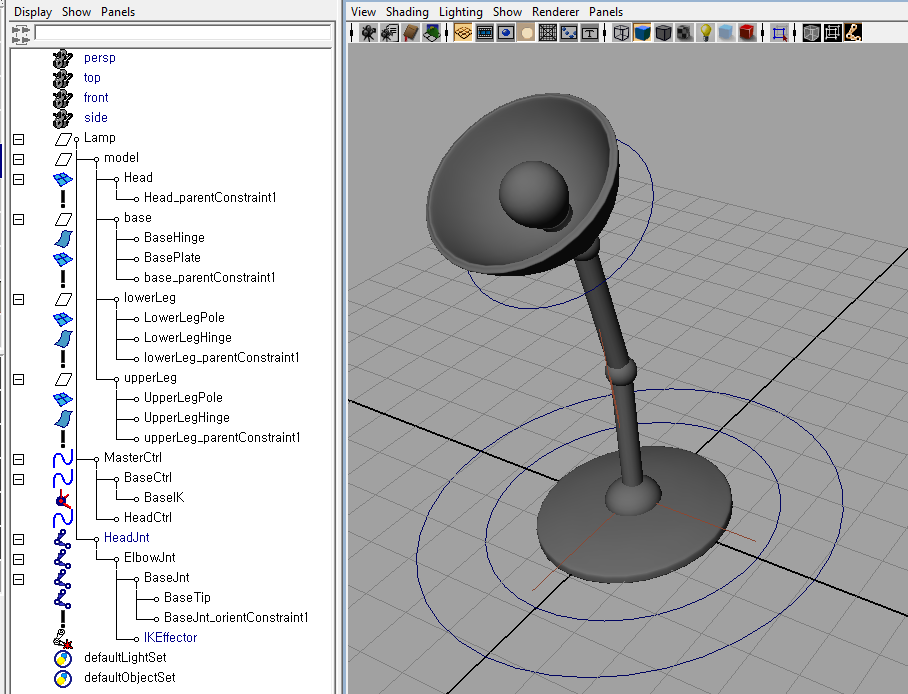 Display Show Panels
View Shading Lighting Show Renderer Panels
persp
top
front
side
Lamp
model
Head
Head_parentConstraint1
base
BaseHinge
BasePlate
base_parentConstraint1
lowerLeg
LowerLegPole
LowerLegHinge
lowerLeg_parentConstraint1
upperLeg
UpperLegPole
UpperLegHinge
upperLeg_parentConstraint1
MasterCtrl
BaseCtrl
BaseIK
HeadCtrl
HeadJnt
ElbowJnt
BaseJnt
BaseTip
BaseJnt_orientConstraint1
IKEffector
defaultLightSet
defaultObjectSet